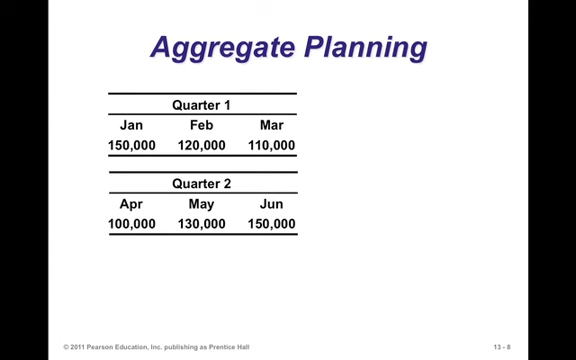 Aggregate Planning
Quarter 1
Jan Feb Mar
150,000 120,000 110,000
Quarter 2
Apr May Jun
100,000 130,000 150,000
© 2011 Pearson Education, Inc. publishing as Prentice Hall
13 - 8